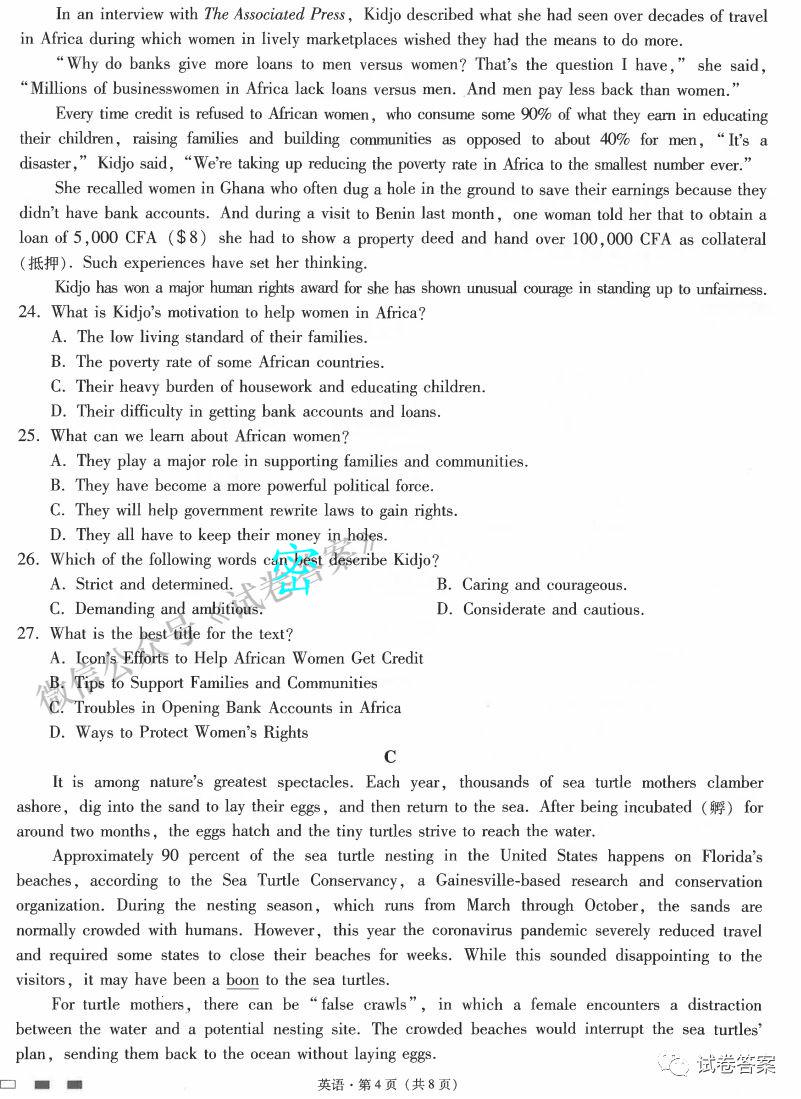 In an interview with The Associated Press, Kidjo described what she had seen over decades of travel
in Africa during which women in lively marketplaces wished they had the means to do more.
“Why do banks give more loans to men versus women? That's the question I have,” she said,
“Millions of businesswomen in Africa lack loans versus men. And men pay less back than women.”
Every time credit is refused to African women, who consume some 90% of what they earn in educating
their children, raising families and building communities as opposed to about 40% for men, “It's a
disaster,” Kidjo said, “We're taking up reducing the poverty rate in Africa to the smallest number ever.”
She recalled women in Ghana who often dug a hole in the ground to save their earnings because they
didn't have bank accounts. And during a visit to Benin last month, one woman told her that to obtain a
loan of 5,000 CFA ($8) she had to show a property deed and hand over 100,000 CFA as collateral
(抵押). Such experiences have set her thinking.
Kidjo has won a major human rights award for she has shown unusual courage in standing up to unfairness.
24. What is Kidjo's motivation to help women in Africa?
A. The low living standard of their families.
B. The poverty rate of some African countries.
C. Their heavy burden of housework and educating children.
D. Their difficulty in getting bank accounts and loans.
25. What can we learn about African women?
A. They play a major role in supporting families and communities.
B. They have become a more powerful political force.
C. They will help government rewrite laws to gain rights.
D. They all have to keep their money in holes.
26. Which of the following words can best describe Kidjo?
A. Strict and determined. B. Caring and courageous.
C. Demanding and ambitious. D. Considerate and cautious.
27. What is the best title for the text?
A. Icon's Efforts to Help African Women Get Credit
B. Tips to Support Families and Communities
C. Troubles in Opening Bank Accounts in Africa
D. Ways to Protect Women's Rights
密
微信公众号《试卷答案》
C
It is among nature's greatest spectacles. Each year, thousands of sea turtle mothers clamber
ashore, dig into the sand to lay their eggs, and then return to the sea. After being incubated (孵) for
around two months, the eggs hatch and the tiny turtles strive to reach the water.
Approximately 90 percent of the sea turtle nesting in the United States happens on Florida's
beaches, according to the Sea Turtle Conservancy, a Gainesville-based research and conservation
organization. During the nesting season, which runs from March through October, the sands are
normally crowded with humans. However, this year the coronavirus pandemic severely reduced travel
and required some states to close their beaches for weeks. While this sounded disappointing to the
visitors, it may have been a boon to the sea turtles.
For turtle mothers, there can be “false crawls”, in which a female encounters a distraction
between the water and a potential nesting site. The crowded beaches would interrupt the sea turtles'
plan, sending them back to the ocean without laying eggs.
英语·第4页(共8页)
试卷答案